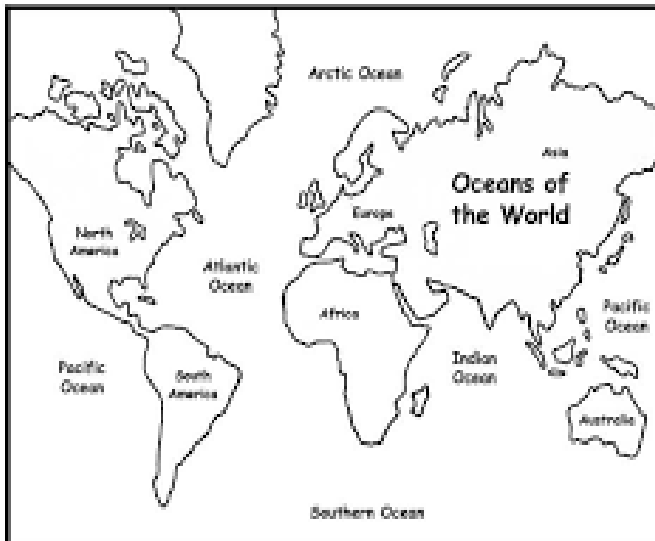 Arctic Ocean
Asia
Oceans of
the World
Europe
North
America
Atlantic
Ocean
Africa
Pacific
Ocean
Indian
Ocean
Pacific
Ocean
South
America
Australia
Southern Ocean